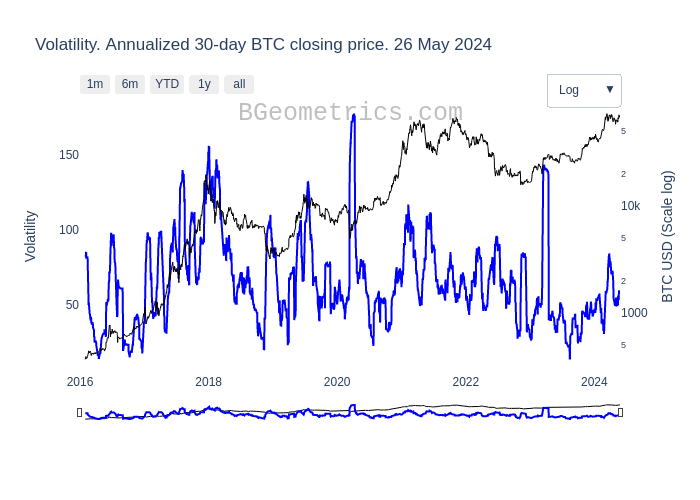 Volatility. Annualized 30-day BTC closing price. 26 May 2024
1m 6m YTD 1y all
Log ▼
BGeometrics.com
Volatility
150
100
50
5
2
10k
5
2
1000
5
BTC USD (Scale log)
2016 2018 2020 2022 2024